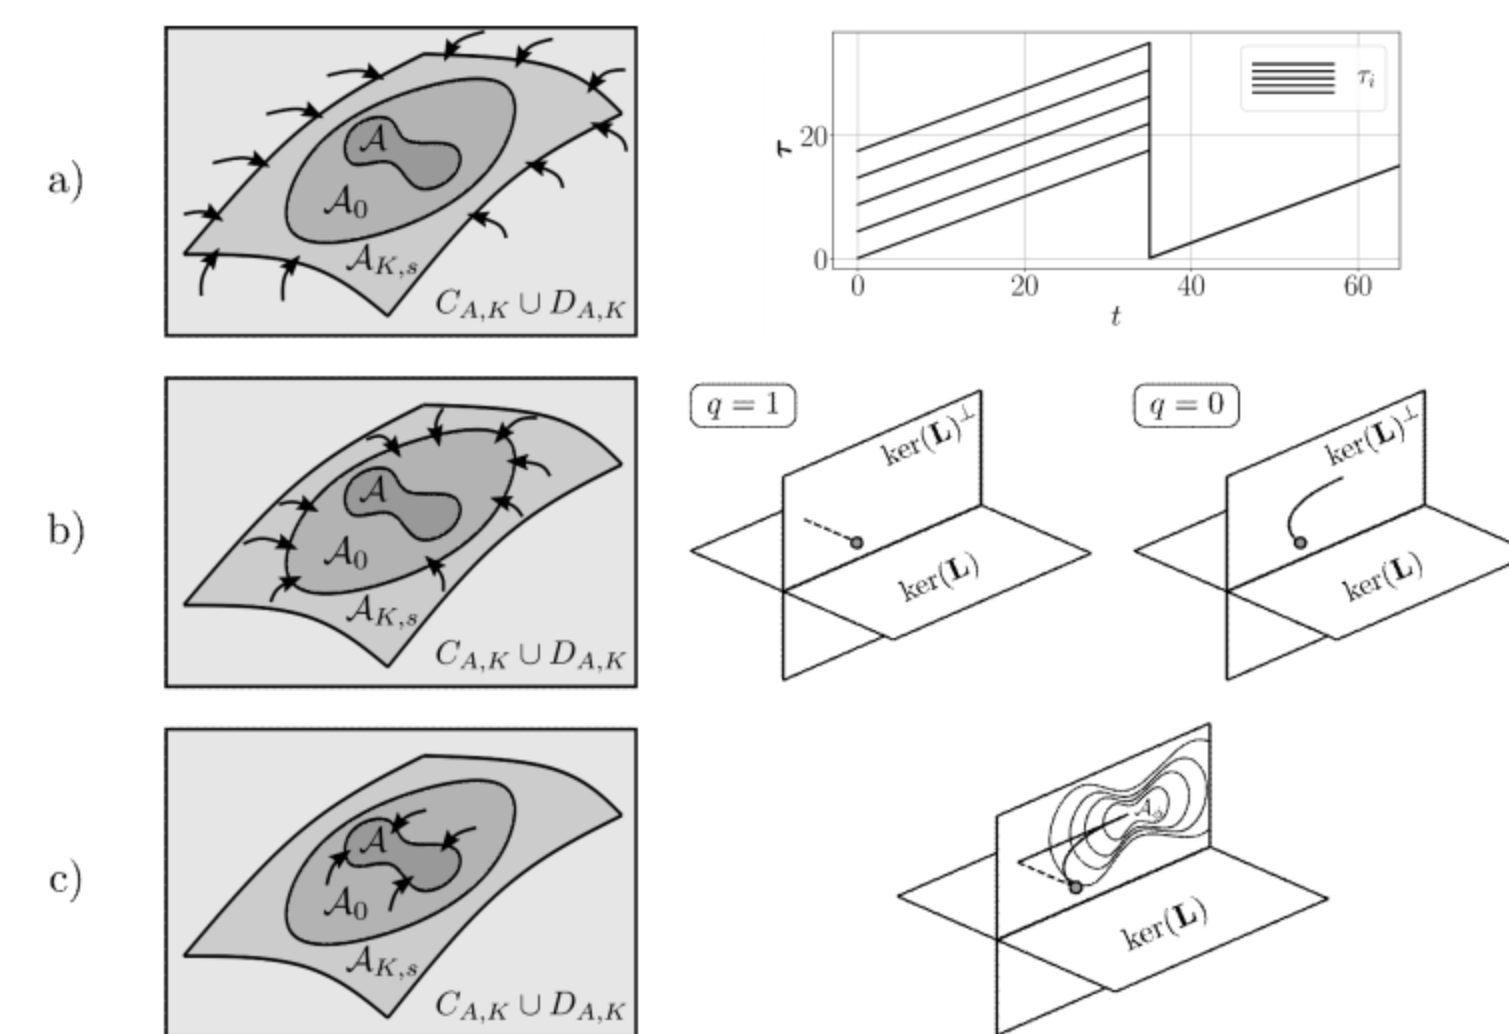 a)
𝒜
𝒜₀
𝒜_{K,s}
C_{A,K} ∪ D_{A,K}
τ
20
0
τᵢ
0 20 40 60
t
b)
𝒜
𝒜₀
𝒜_{K,s}
C_{A,K} ∪ D_{A,K}
q = 1
ker(L)^⊥
ker(L)
q = 0
ker(L)^⊥
ker(L)
c)
𝒜
𝒜₀
𝒜_{K,s}
C_{A,K} ∪ D_{A,K}
ker(L)